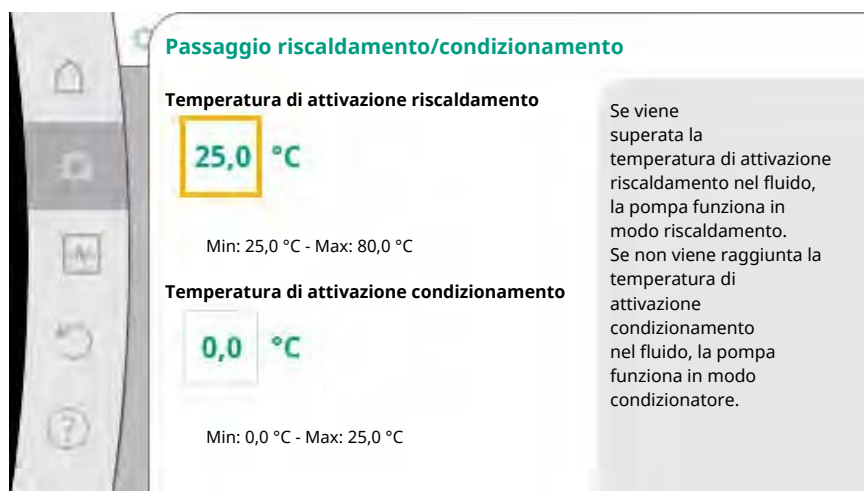 Passaggio riscaldamento/condizionamento
Temperatura di attivazione riscaldamento
25,0 °C
Min: 25,0 °C - Max: 80,0 °C
Temperatura di attivazione condizionamento
0,0 °C
Min: 0,0 °C - Max: 25,0 °C
Se viene
superata la
temperatura di attivazione
riscaldamento nel fluido,
la pompa funziona in
modo riscaldamento.
Se non viene raggiunta la
temperatura di
attivazione
condizionamento
nel fluido, la pompa
funziona in modo
condizionatore.